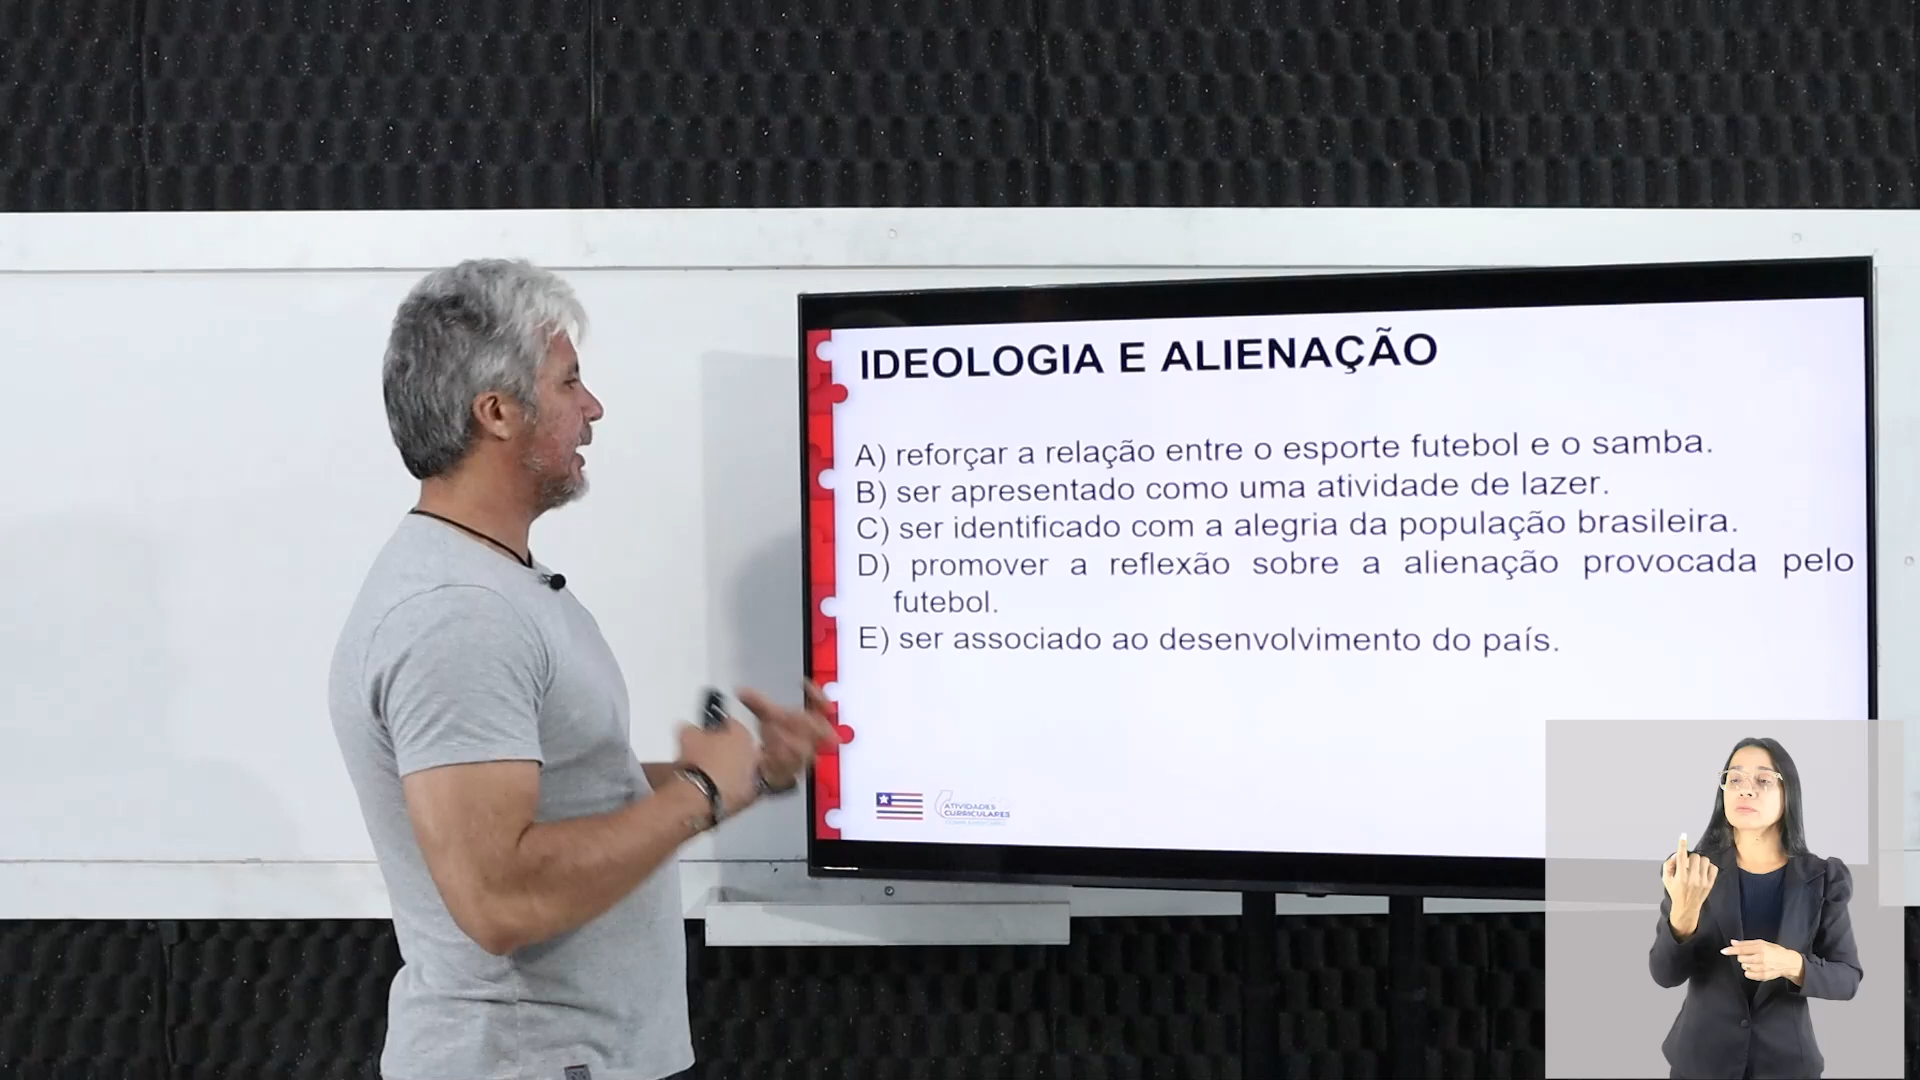 IDEOLOGIA E ALIENAÇÃO
A) reforçar a relação entre o esporte futebol e o samba.
B) ser apresentado como uma atividade de lazer.
C) ser identificado com a alegria da população brasileira.
D) promover a reflexão sobre a alienação provocada pelo
futebol.
E) ser associado ao desenvolvimento do país.
ATIVIDADES
CURRICULARES